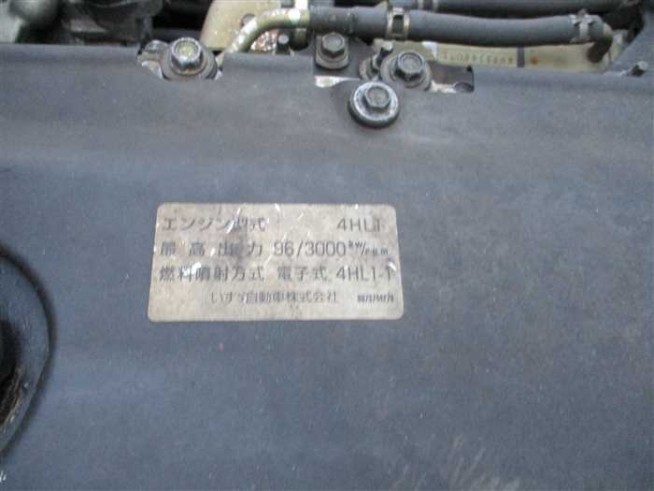 エンジン型式 4HL1
最高出力 96/3000 kw/r.p.m
燃料噴射方式 電子式 4HL1-1
いすゞ自動車株式会社